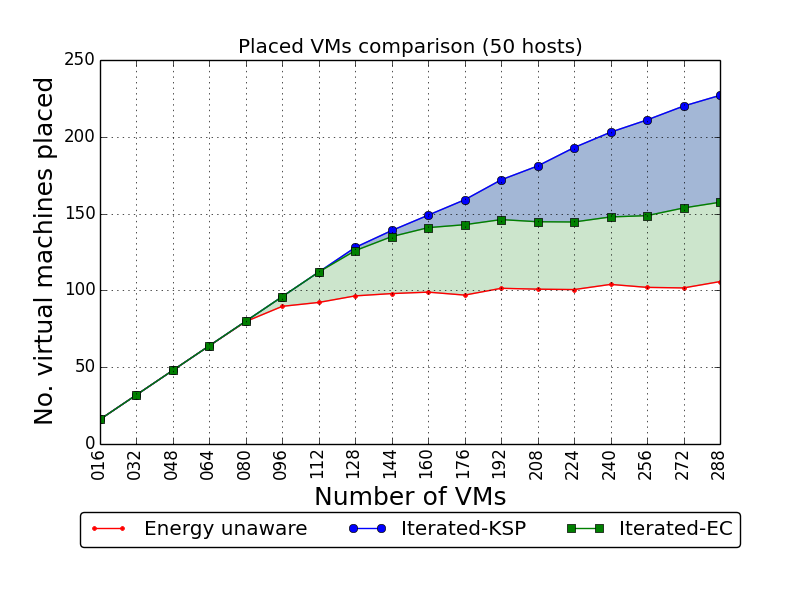 Placed VMs comparison (50 hosts)
No. virtual machines placed
250
200
150
100
50
0
016 032 048 064 080 096 112 128 144 160 176 192 208 224 240 256 272 288
Number of VMs
Energy unaware Iterated-KSP Iterated-EC